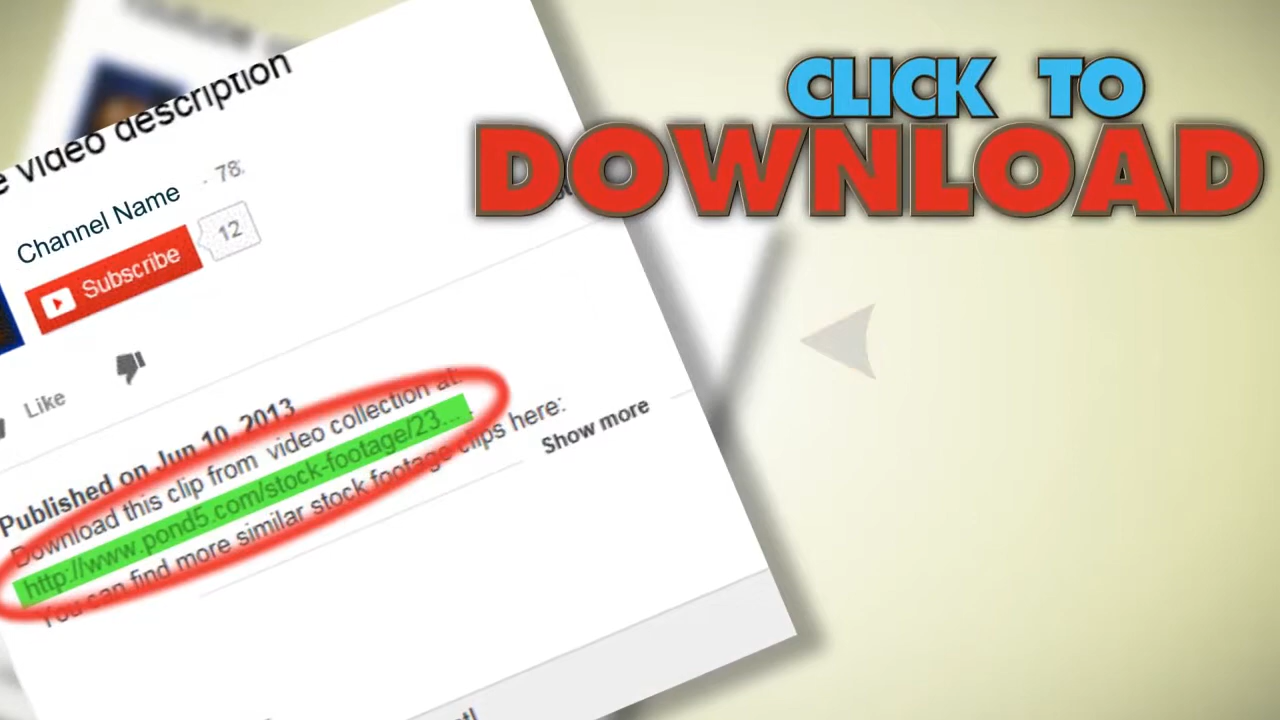 CLICK TO
DOWNLOAD
video description
Channel Name
78
Subscribe
12
Like
Published on Jun 10, 2013
Download this clip from video collection at:
http://www.pond5.com/stock-footage/23...
You can find more similar stock footage clips here:
Show more